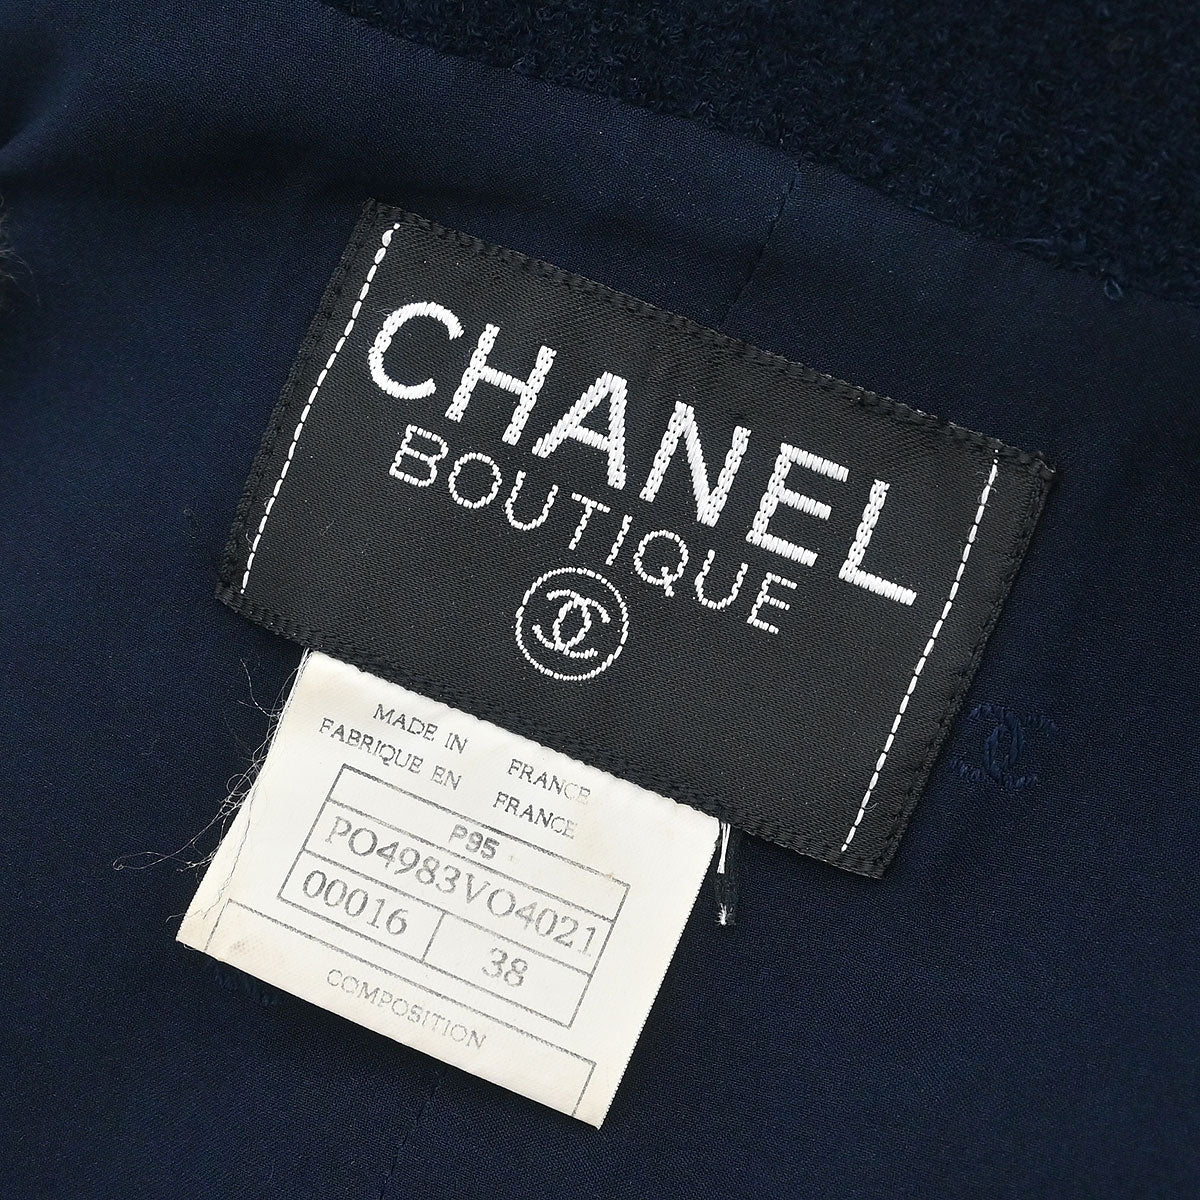 CHANEL
BOUTIQUE
MADE IN FRANCE
FABRIQUE EN FRANCE
P95
PO4983VO4021
00016 38
COMPOSITION